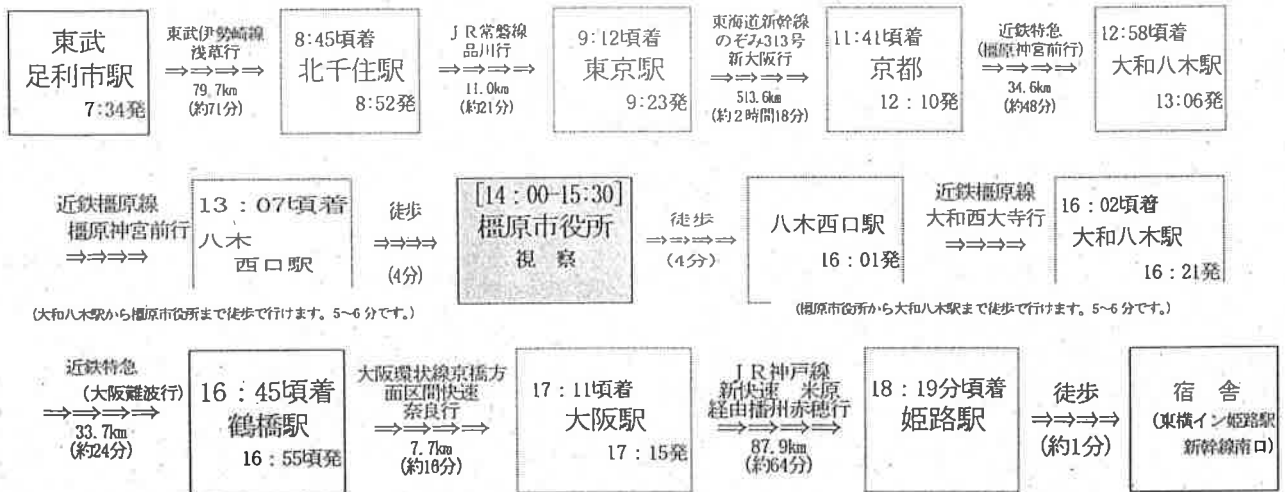 東武
足利市駅
7:34発
東武伊勢崎線
浅草行
⇒⇒⇒⇒
79.7km
(約71分)
8:45頃着
北千住駅
8:52発
ＪＲ常磐線
品川行
⇒⇒⇒⇒
11.0km
(約21分)
9:12頃着
東京駅
9:23発
東海道新幹線
のぞみ313号
新大阪行
⇒⇒⇒⇒
513.6km
(約２時間18分)
11:41頃着
京都
12：10発
近鉄特急
(橿原神宮前行)
⇒⇒⇒⇒
34.6km
(約48分)
12:58頃着
大和八木駅
13:06発
近鉄橿原線
橿原神宮前行
⇒⇒⇒⇒
13：07頃着
八木
西口駅
徒歩
⇒⇒⇒⇒
(4分)
[14：00-15:30]
橿原市役所
視 察
徒歩
⇒⇒⇒⇒
(4分)
八木西口駅
16：01発
近鉄橿原線
大和西大寺行
⇒⇒⇒⇒
16：02頃着
大和八木駅
16：21発
(大和八木駅から橿原市役所まで徒歩で行けます。5~6分です。)
(橿原市役所から大和八木駅まで徒歩で行けます。5~6分です。)
近鉄特急
(大阪難波行)
⇒⇒⇒⇒
33.7km
(約24分)
16：45頃着
鶴橋駅
16：55頃発
大阪環状線京橋方
面区間快速
奈良行
⇒⇒⇒⇒
7.7km
(約16分)
17：11頃着
大阪駅
17：15発
ＪＲ神戸線
新快速 米原
経由播州赤穂行
⇒⇒⇒⇒
87.9km
(約64分)
18：19分頃着
姫路駅
徒歩
⇒⇒⇒⇒
(約1分)
宿 舎
(東横イン姫路駅
新幹線南口)